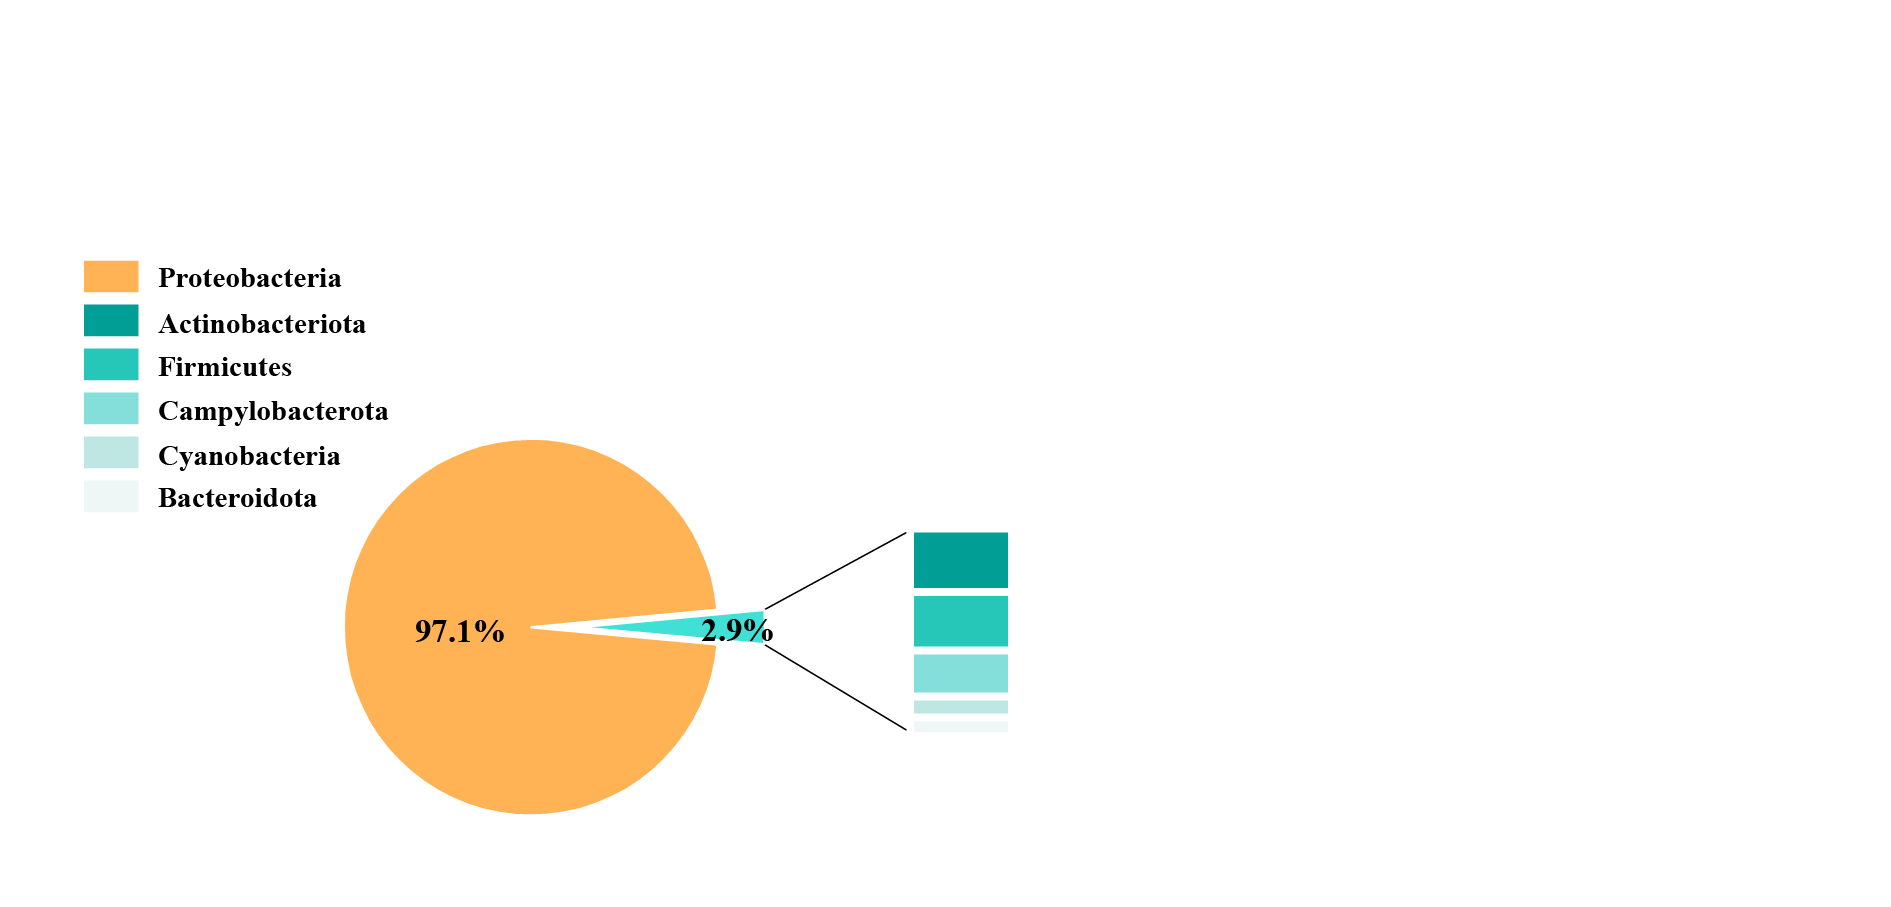 Proteobacteria
Actinobacteriota
Firmicutes
Campylobacterota
Cyanobacteria
Bacteroidota
97.1%
2.9%